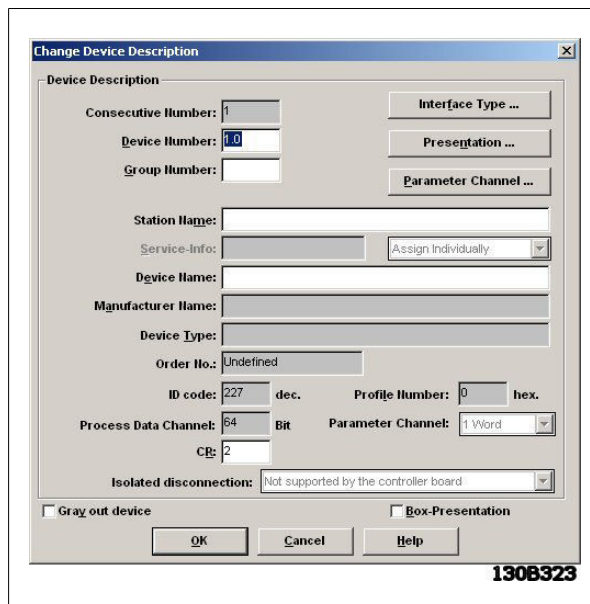 Change Device Description
Device Description
Consecutive Number: 1
Interface Type ...
Device Number: 1.0
Presentation ...
Group Number:
Parameter Channel ...
Station Name:
Service-Info:
Assign Individually
Device Name:
Manufacturer Name:
Device Type:
Order No.: Undefined
ID code: 227 dec.
Profile Number: 0 hex.
Process Data Channel: 64 Bit
Parameter Channel: 1 Word
CR: 2
Isolated disconnection: Not supported by the controller board
Gray out device
Box-Presentation
OK
Cancel
Help
130B323